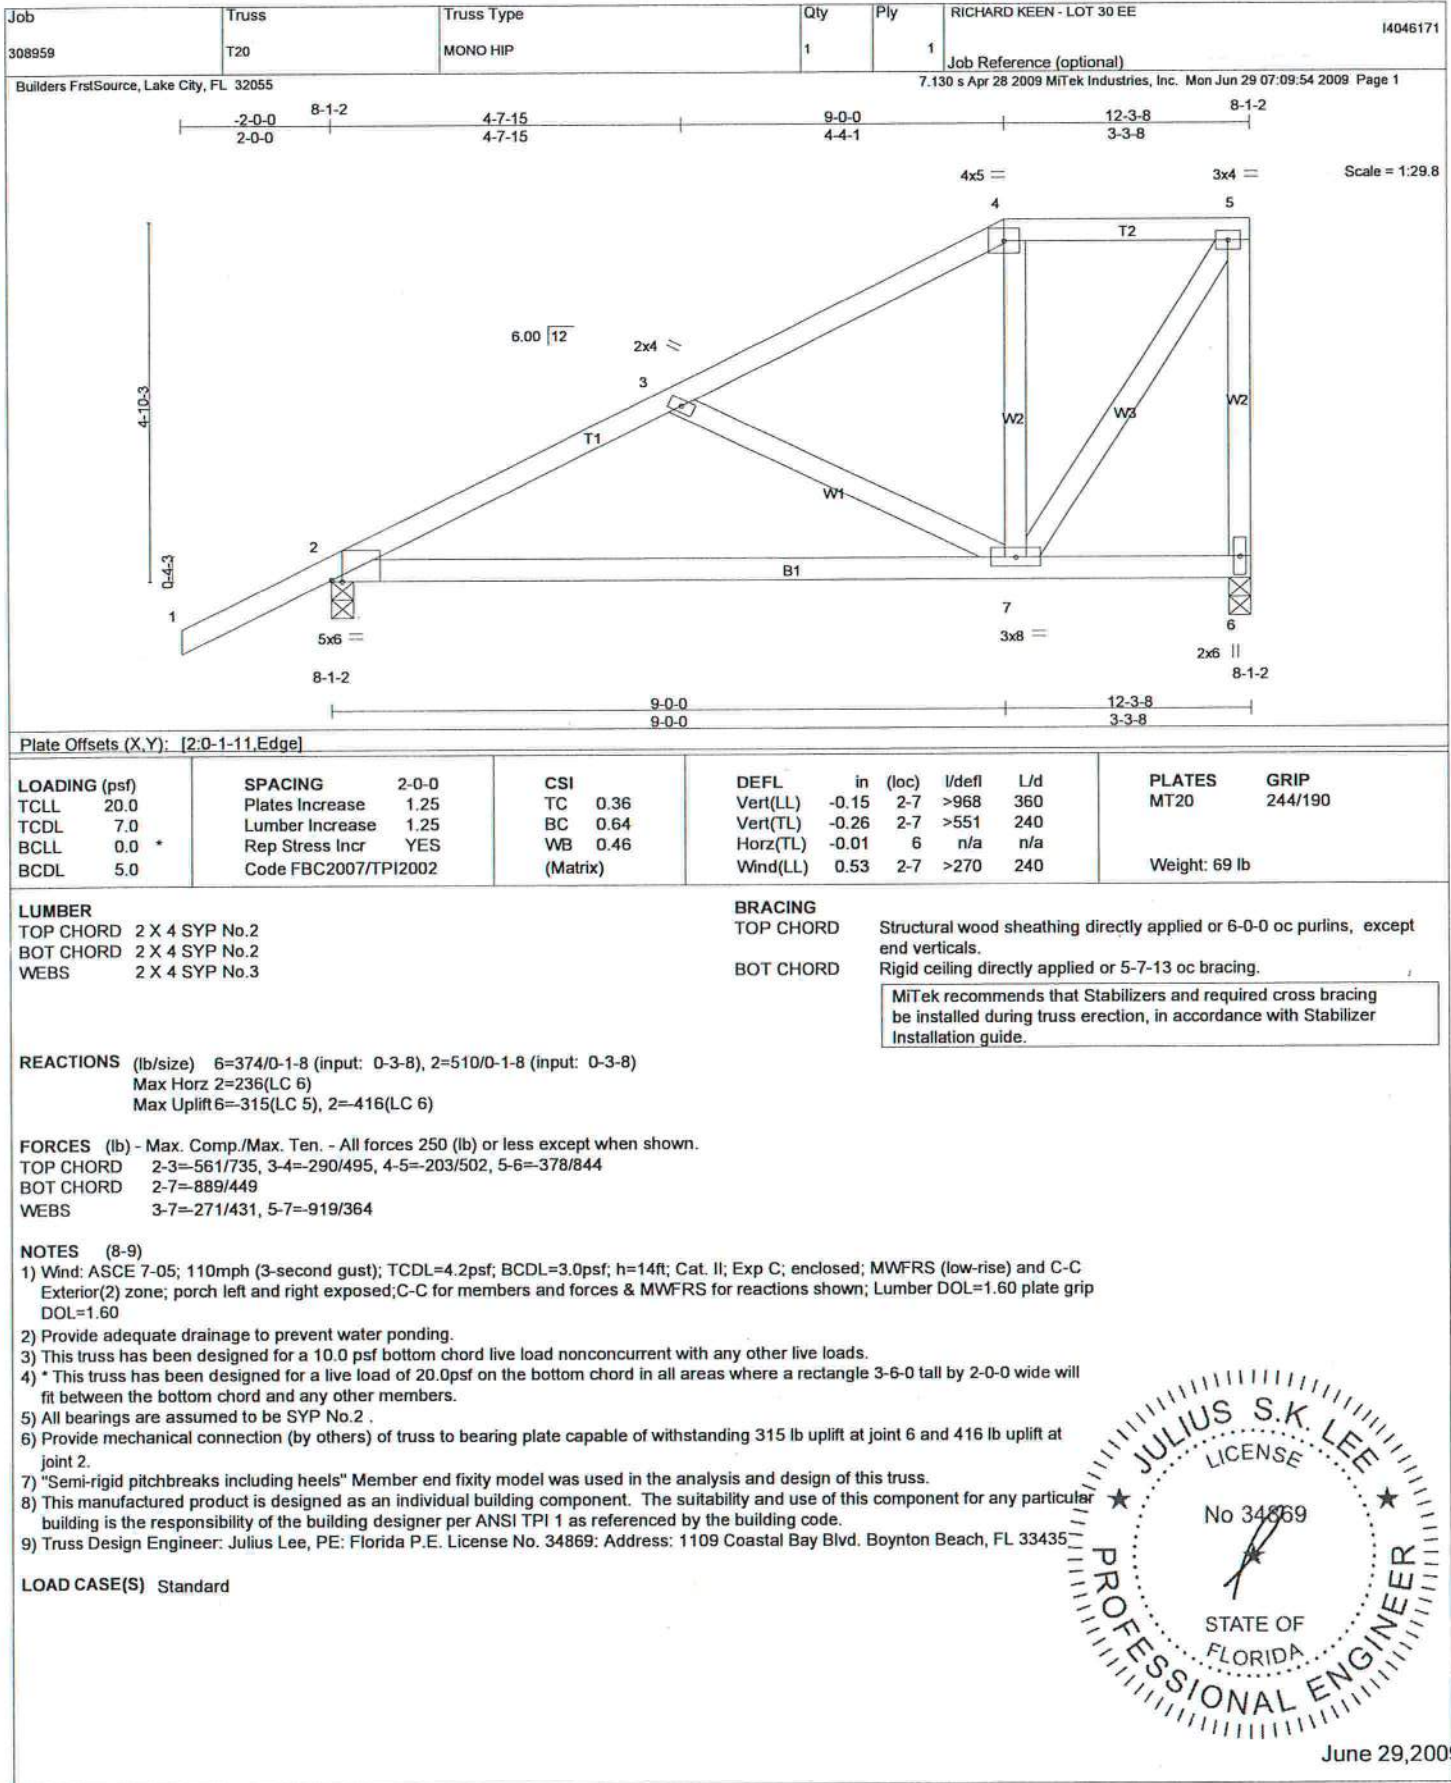 Job
Truss
Truss Type
Qty
Ply
RICHARD KEEN - LOT 30 EE
I4046171
308959
T20
MONO HIP
1
1
Job Reference (optional)
Builders FrstSource, Lake City, FL 32055
7.130 s Apr 28 2009 MiTek Industries, Inc. Mon Jun 29 07:09:54 2009 Page 1
-2-0-0 8-1-2 4-7-15 9-0-0 12-3-8 8-1-2
2-0-0 4-7-15 4-4-1 3-3-8
Scale = 1:29.8
4x5 =
3x4 =
4
5
T2
6.00 12
2x4
3
4-10-3
T1
W2
W3
W2
W1
2
0-4-3
B1
1
7
6
5x6 =
3x8 =
2x6 ||
8-1-2
8-1-2
9-0-0 12-3-8
9-0-0 3-3-8
Plate Offsets (X,Y): [2:0-1-11,Edge]
LOADING (psf)
TCLL 20.0
TCDL 7.0
BCLL 0.0 *
BCDL 5.0
SPACING 2-0-0
Plates Increase 1.25
Lumber Increase 1.25
Rep Stress Incr YES
Code FBC2007/TPI2002
CSI
TC 0.36
BC 0.64
WB 0.46
(Matrix)
DEFL in (loc) l/defl L/d
Vert(LL) -0.15 2-7 >968 360
Vert(TL) -0.26 2-7 >551 240
Horz(TL) -0.01 6 n/a n/a
Wind(LL) 0.53 2-7 >270 240
PLATES GRIP
MT20 244/190
Weight: 69 lb
LUMBER
TOP CHORD 2 X 4 SYP No.2
BOT CHORD 2 X 4 SYP No.2
WEBS 2 X 4 SYP No.3
BRACING
TOP CHORD Structural wood sheathing directly applied or 6-0-0 oc purlins, except
end verticals.
BOT CHORD Rigid ceiling directly applied or 5-7-13 oc bracing.
MiTek recommends that Stabilizers and required cross bracing
be installed during truss erection, in accordance with Stabilizer
Installation guide.
REACTIONS (lb/size) 6=374/0-1-8 (input: 0-3-8), 2=510/0-1-8 (input: 0-3-8)
Max Horz 2=236(LC 6)
Max Uplift 6=-315(LC 5), 2=-416(LC 6)
FORCES (lb) - Max. Comp./Max. Ten. - All forces 250 (lb) or less except when shown.
TOP CHORD 2-3=-561/735, 3-4=-290/495, 4-5=-203/502, 5-6=-378/844
BOT CHORD 2-7=-889/449
WEBS 3-7=-271/431, 5-7=-919/364
NOTES (8-9)
1) Wind: ASCE 7-05; 110mph (3-second gust); TCDL=4.2psf; BCDL=3.0psf; h=14ft; Cat. II; Exp C; enclosed; MWFRS (low-rise) and C-C
Exterior(2) zone; porch left and right exposed;C-C for members and forces & MWFRS for reactions shown; Lumber DOL=1.60 plate grip
DOL=1.60
2) Provide adequate drainage to prevent water ponding.
3) This truss has been designed for a 10.0 psf bottom chord live load nonconcurrent with any other live loads.
4) * This truss has been designed for a live load of 20.0psf on the bottom chord in all areas where a rectangle 3-6-0 tall by 2-0-0 wide will
fit between the bottom chord and any other members.
5) All bearings are assumed to be SYP No.2 .
6) Provide mechanical connection (by others) of truss to bearing plate capable of withstanding 315 lb uplift at joint 6 and 416 lb uplift at
joint 2.
7) "Semi-rigid pitchbreaks including heels" Member end fixity model was used in the analysis and design of this truss.
8) This manufactured product is designed as an individual building component. The suitability and use of this component for any particular
building is the responsibility of the building designer per ANSI TPI 1 as referenced by the building code.
9) Truss Design Engineer: Julius Lee, PE: Florida P.E. License No. 34869: Address: 1109 Coastal Bay Blvd. Boynton Beach, FL 33435
LOAD CASE(S) Standard
JULIUS S.K. LEE
LICENSE
No 34869
STATE OF
FLORIDA
PROFESSIONAL ENGINEER
June 29,2009